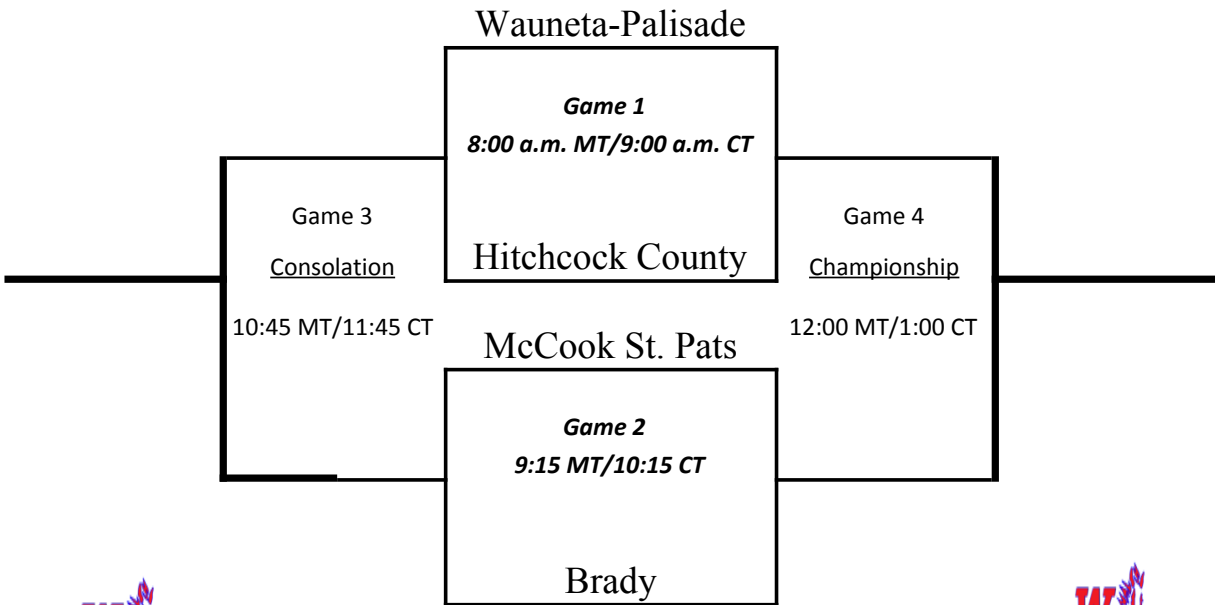 Wauneta-Palisade
Game 1
8:00 a.m. MT/9:00 a.m. CT
Hitchcock County
Game 3
Consolation
10:45 MT/11:45 CT
Game 4
Championship
12:00 MT/1:00 CT
McCook St. Pats
Game 2
9:15 MT/10:15 CT
Brady